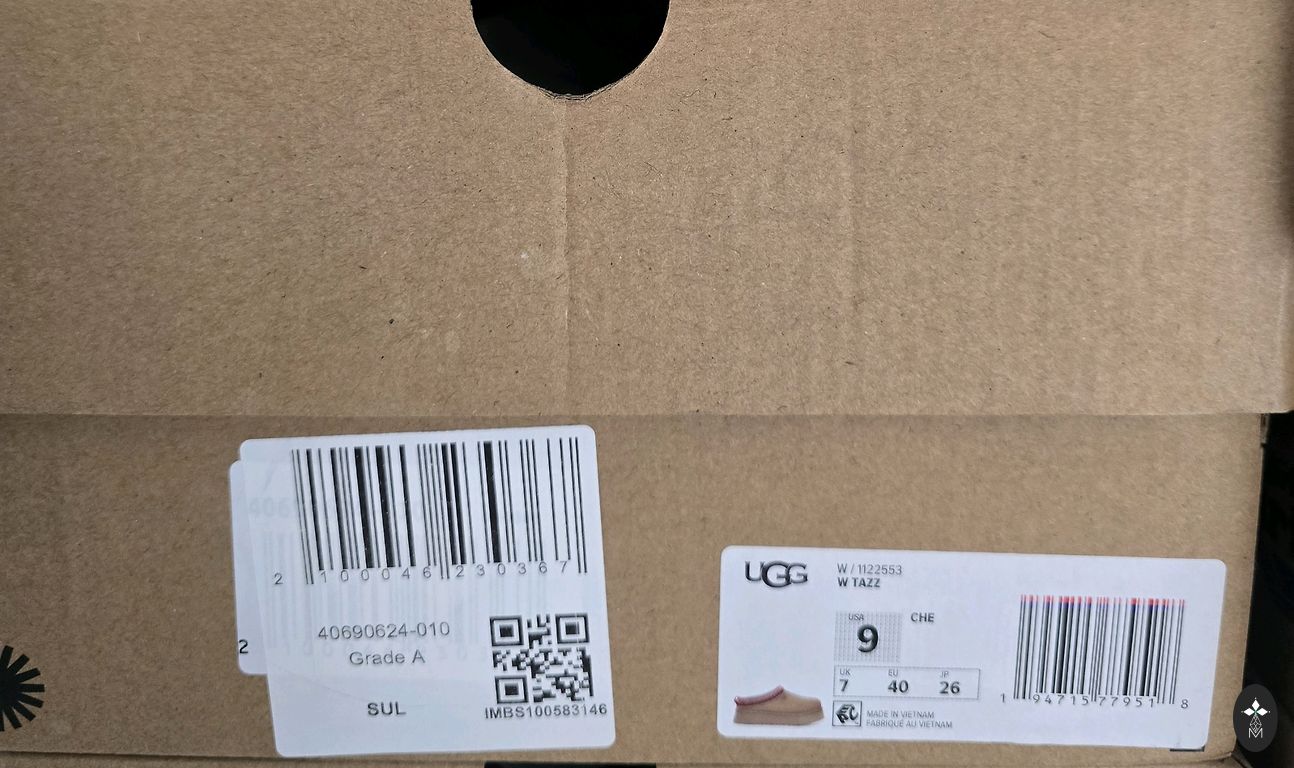 2 100046 230367
40690624-010
Grade A
SUL
IMBS100583146
2
UGG
W / 1122553
W TAZZ
USA
9
CHE
UK
7
EU
40
JP
26
MADE IN VIETNAM
FABRIQUÉ AU VIETNAM
1 94715 77951 8
M